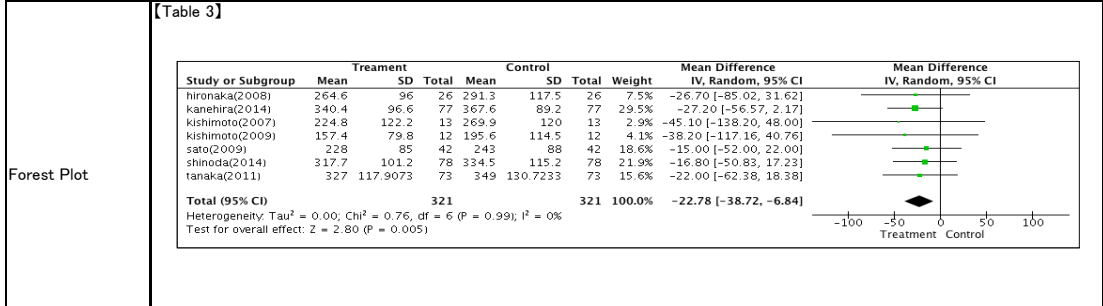 【Table 3】
Forest Plot
Treament Control Mean Difference Mean Difference
Study or Subgroup Mean SD Total Mean SD Total Weight IV, Random, 95% CI IV, Random, 95% CI
hironaka(2008) 264.6 96 26 291.3 117.5 26 7.5% -26.70 [-85.02, 31.62]
kanehira(2014) 340.4 96.6 77 367.6 89.2 77 29.5% -27.20 [-56.57, 2.17]
kishimoto(2007) 224.8 122.2 13 269.9 120 13 2.9% -45.10 [-138.20, 48.00]
kishimoto(2009) 157.4 79.8 12 195.6 114.5 12 4.1% -38.20 [-117.16, 40.76]
sato(2009) 228 85 42 243 88 42 18.6% -15.00 [-52.00, 22.00]
shinoda(2014) 317.7 101.2 78 334.5 115.2 78 21.9% -16.80 [-50.83, 17.23]
tanaka(2011) 327 117.9073 73 349 130.7233 73 15.6% -22.00 [-62.38, 18.38]
Total (95% CI) 321 321 100.0% -22.78 [-38.72, -6.84]
Heterogeneity: Tau² = 0.00; Chi² = 0.76, df = 6 (P = 0.99); I² = 0%
Test for overall effect: Z = 2.80 (P = 0.005)
-100 -50 0 50 100
Treatment Control